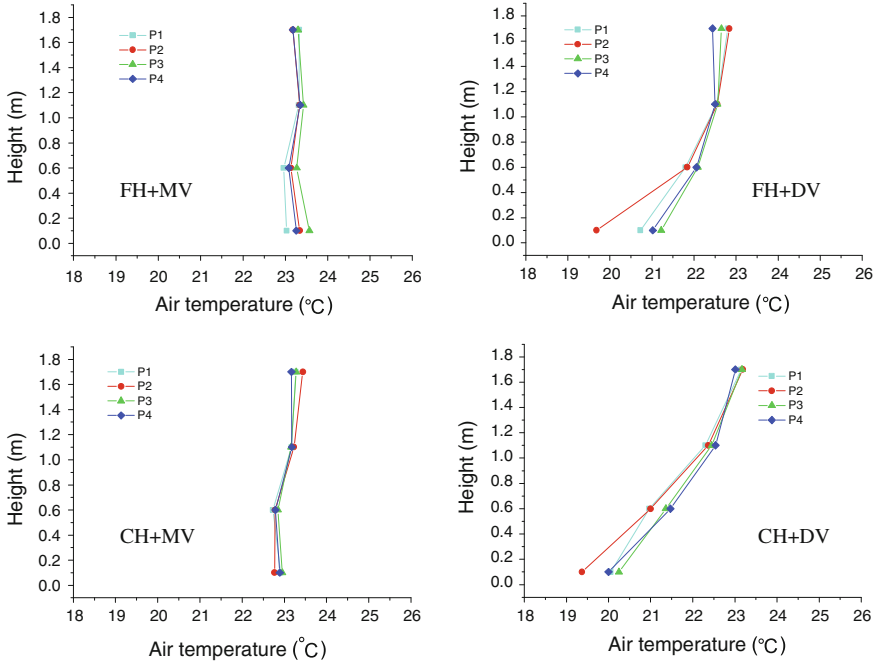 1.8
1.6
1.4
1.2
1.0
0.8
0.6
0.4
0.2
0.0
Height (m)
P1
P2
P3
P4
FH+MV
18 19 20 21 22 23 24 25 26
Air temperature (℃)
1.8
1.6
1.4
1.2
1.0
0.8
0.6
0.4
0.2
0.0
Height (m)
P1
P2
P3
P4
FH+DV
18 19 20 21 22 23 24 25 26
Air temperature (℃)
1.8
1.6
1.4
1.2
1.0
0.8
0.6
0.4
0.2
0.0
Height (m)
P1
P2
P3
P4
CH+MV
18 19 20 21 22 23 24 25 26
Air temperature (°C)
1.8
1.6
1.4
1.2
1.0
0.8
0.6
0.4
0.2
0.0
Height (m)
P1
P2
P3
P4
CH+DV
18 19 20 21 22 23 24 25 26
Air temperature (℃)